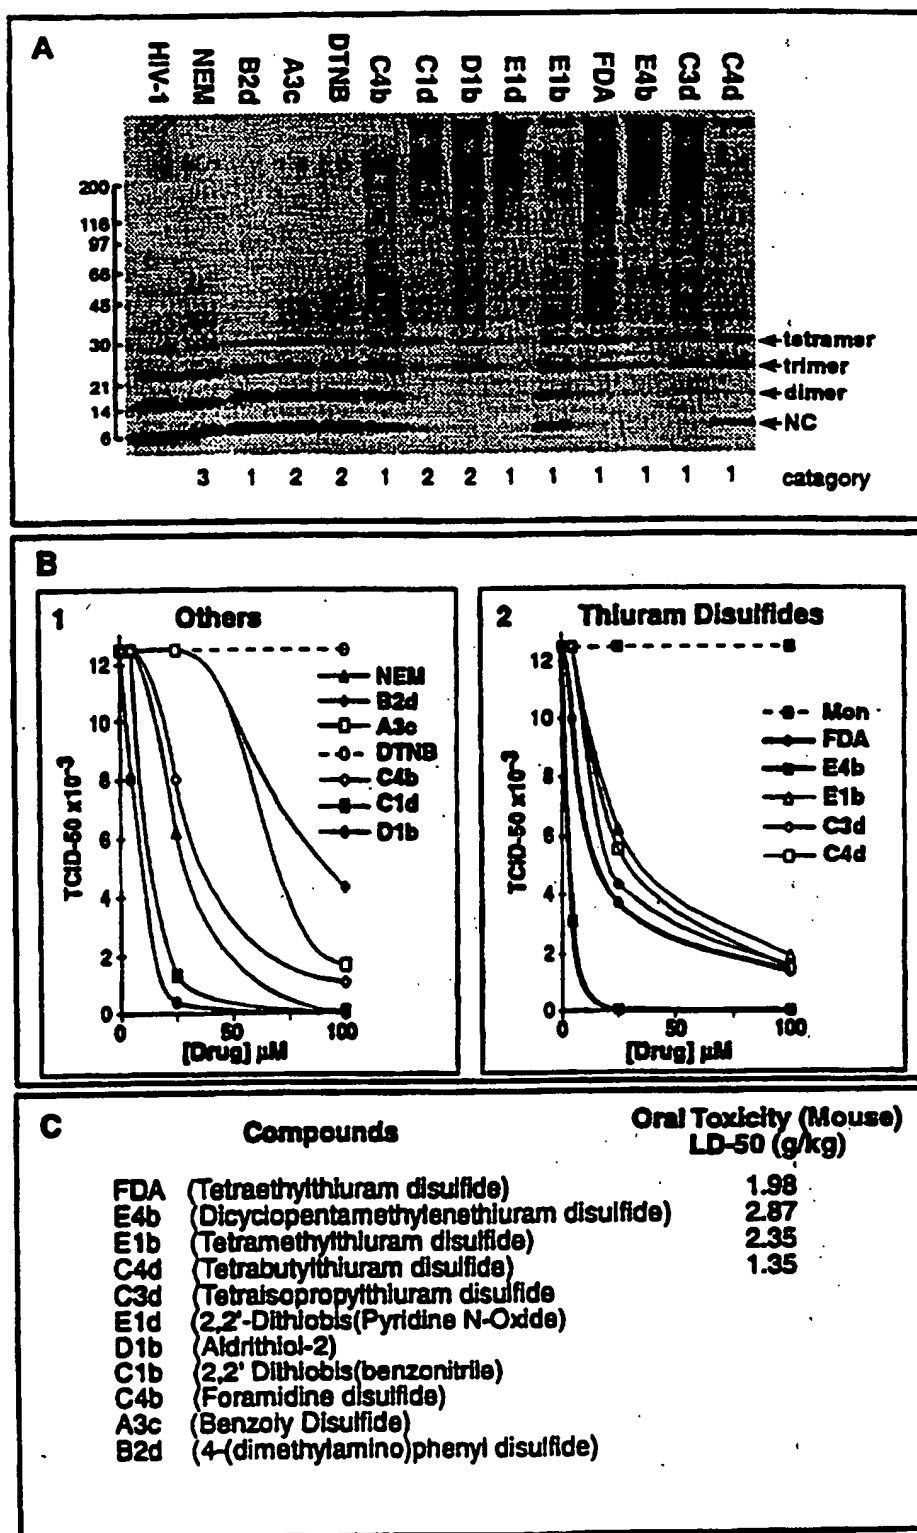 A
HIV-1 NEM B2d A3c DTNB C4b C1d D1b E1d E1b FDA E4b C3d C4d
200
116
97
66
45
30
21
14
6
tetramer
trimer
dimer
NC
3 1 2 2 1 2 2 1 1 1 1 1 1 catagory
B
1 Others
TCID-50 x10-3
12
10
8
6
4
2
0
0 50 100
[Drug] µM
NEM
B2d
A3c
DTNB
C4b
C1d
D1b
2 Thiuram Disulfides
TCID-50 x10-3
12
10
8
6
4
2
0
0 50 100
[Drug] µM
Mon
FDA
E4b
E1b
C3d
C4d
C
Compounds Oral Toxicity (Mouse)
LD-50 (g/kg)
FDA (Tetraethylthiuram disulfide) 1.98
E4b (Dicyclopentamethylenethiuram disulfide) 2.87
E1b (Tetramethylthiuram disulfide) 2.35
C4d (Tetrabutylthiuram disulfide) 1.35
C3d (Tetraisopropylthiuram disulfide
E1d (2,2'-Dithiobis(Pyridine N-Oxide)
D1b (Aldrithiol-2)
C1b (2,2' Dithiobis(benzonitrile)
C4b (Foramidine disulfide)
A3c (Benzoly Disulfide)
B2d (4-(dimethylamino)phenyl disulfide)